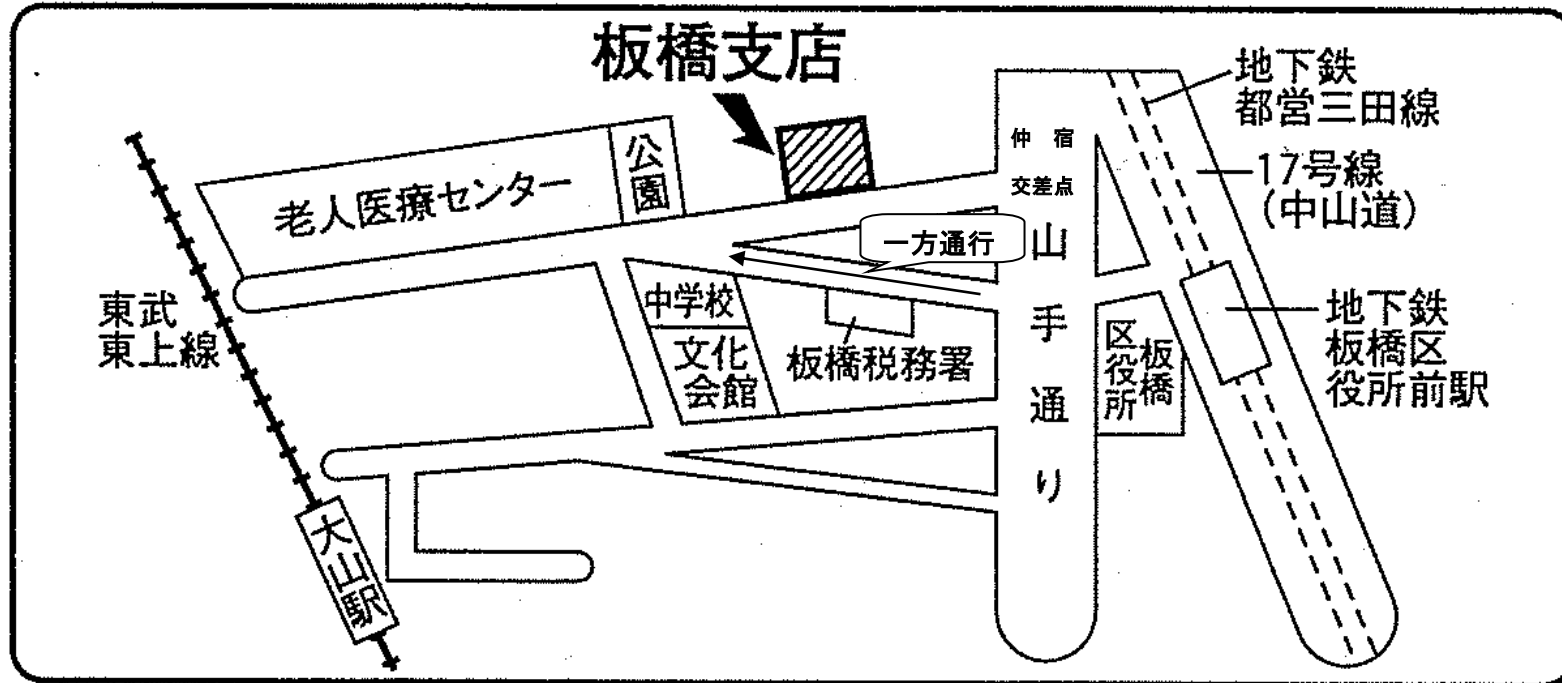 板橋支店
地下鉄
都営三田線
17号線
（中山道）
仲 宿
交差点
公園
老人医療センター
一方通行
山手通り
東武
東上線
中学校
文化
会館
板橋税務署
板橋
区役所
地下鉄
板橋区
役所前駅
大山駅